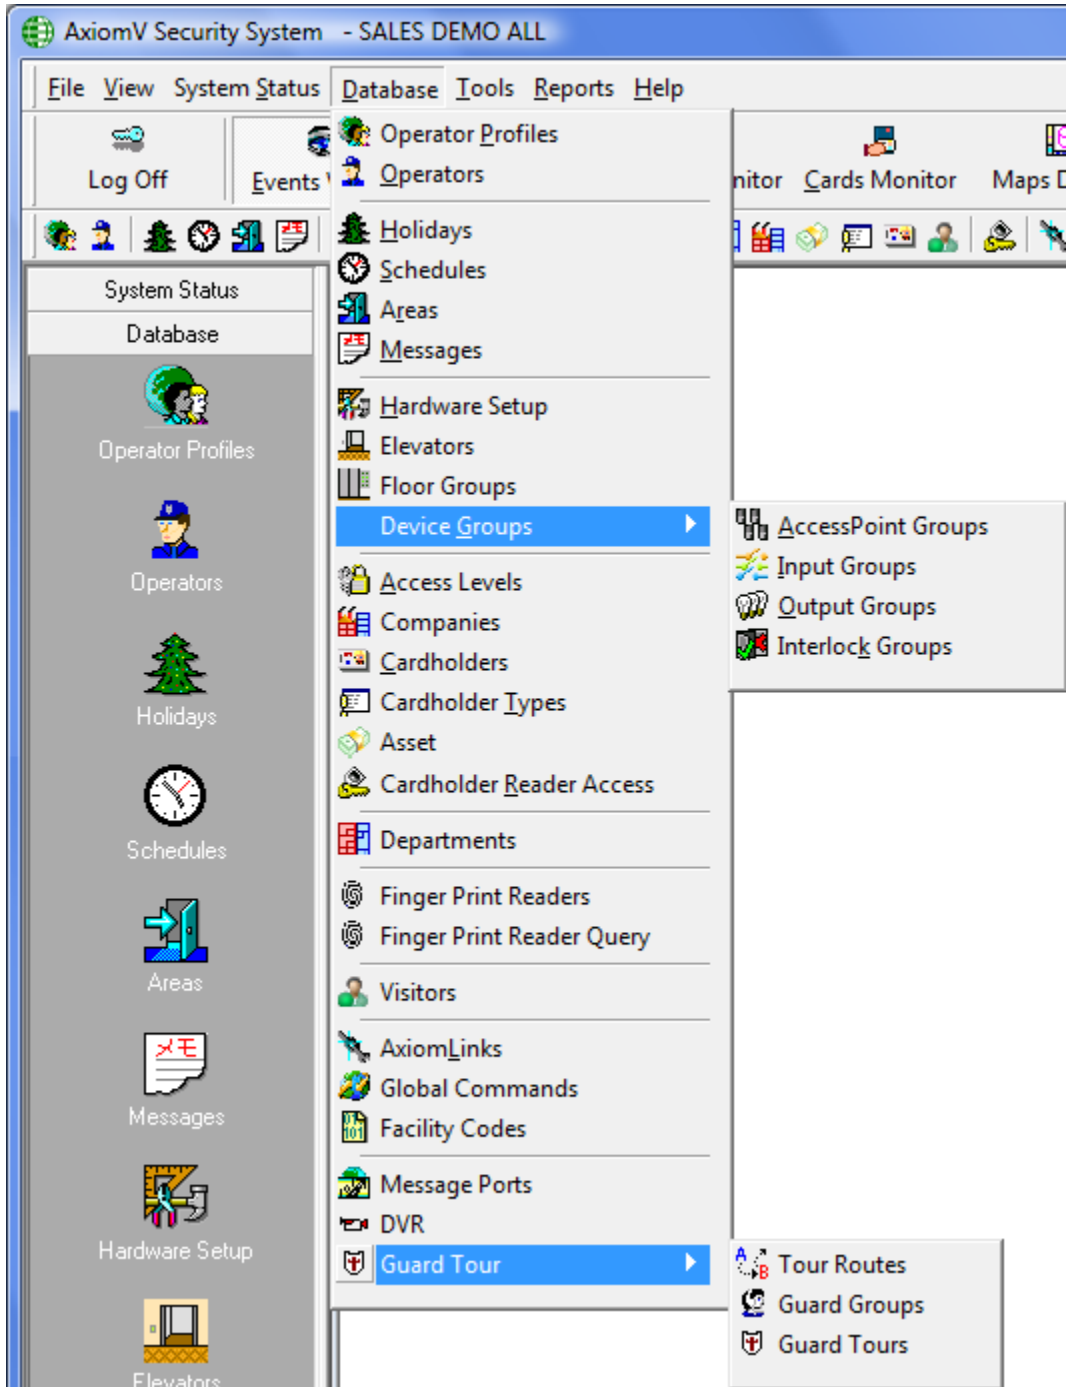 AxiomV Security System - SALES DEMO ALL
File View System Status Database Tools Reports Help
Log Off
Events
Cards Monitor
Maps
System Status
Database
Operator Profiles
Operators
Holidays
Schedules
Areas
Messages
Hardware Setup
Elevators
Operator Profiles
Operators
Holidays
Schedules
Areas
Messages
Hardware Setup
Elevators
Floor Groups
Device Groups
Access Levels
Companies
Cardholders
Cardholder Types
Asset
Cardholder Reader Access
Departments
Finger Print Readers
Finger Print Reader Query
Visitors
AxiomLinks
Global Commands
Facility Codes
Message Ports
DVR
Guard Tour
AccessPoint Groups
Input Groups
Output Groups
Interlock Groups
Tour Routes
Guard Groups
Guard Tours
メモ